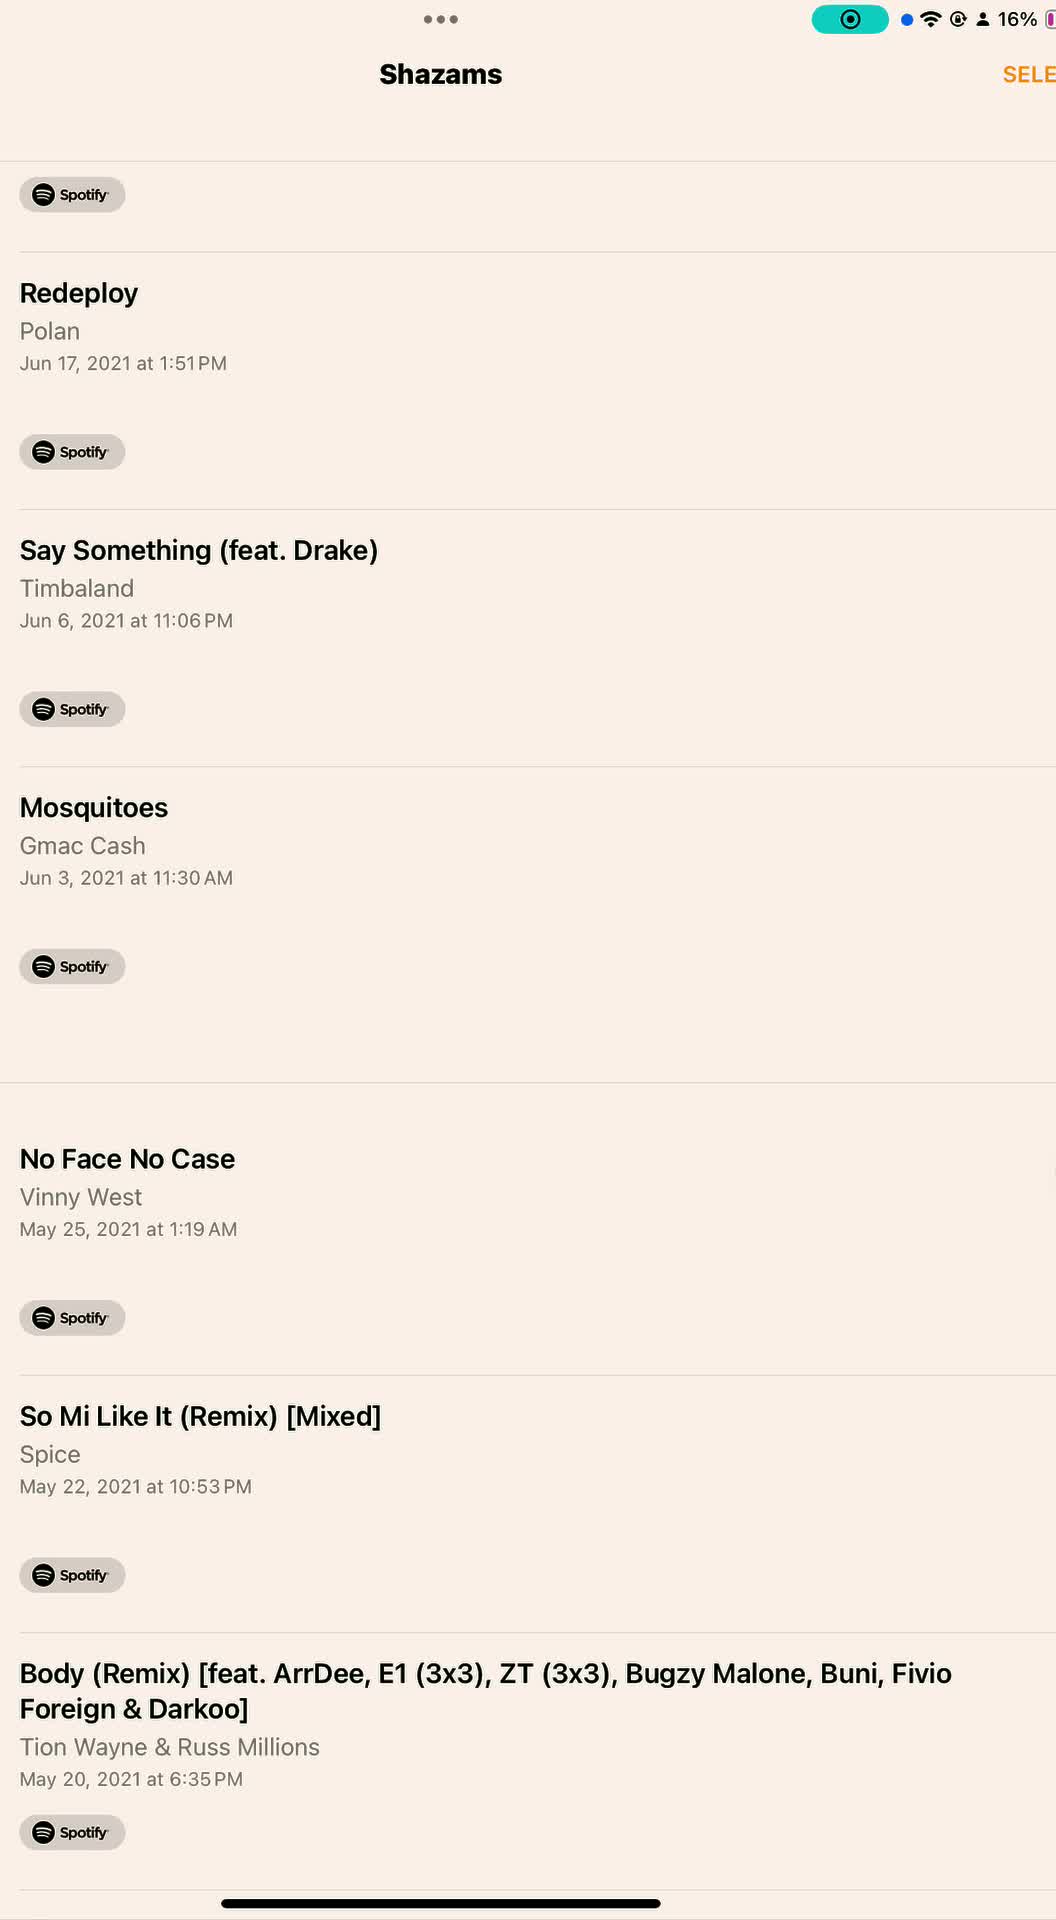 16%
Shazams
SELE
Spotify
Redeploy
Polan
Jun 17, 2021 at 1:51 PM
Spotify
Say Something (feat. Drake)
Timbaland
Jun 6, 2021 at 11:06 PM
Spotify
Mosquitoes
Gmac Cash
Jun 3, 2021 at 11:30 AM
Spotify
No Face No Case
Vinny West
May 25, 2021 at 1:19 AM
Spotify
So Mi Like It (Remix) [Mixed]
Spice
May 22, 2021 at 10:53 PM
Spotify
Body (Remix) [feat. ArrDee, E1 (3x3), ZT (3x3), Bugzy Malone, Buni, Fivio
Foreign & Darkoo]
Tion Wayne & Russ Millions
May 20, 2021 at 6:35 PM
Spotify